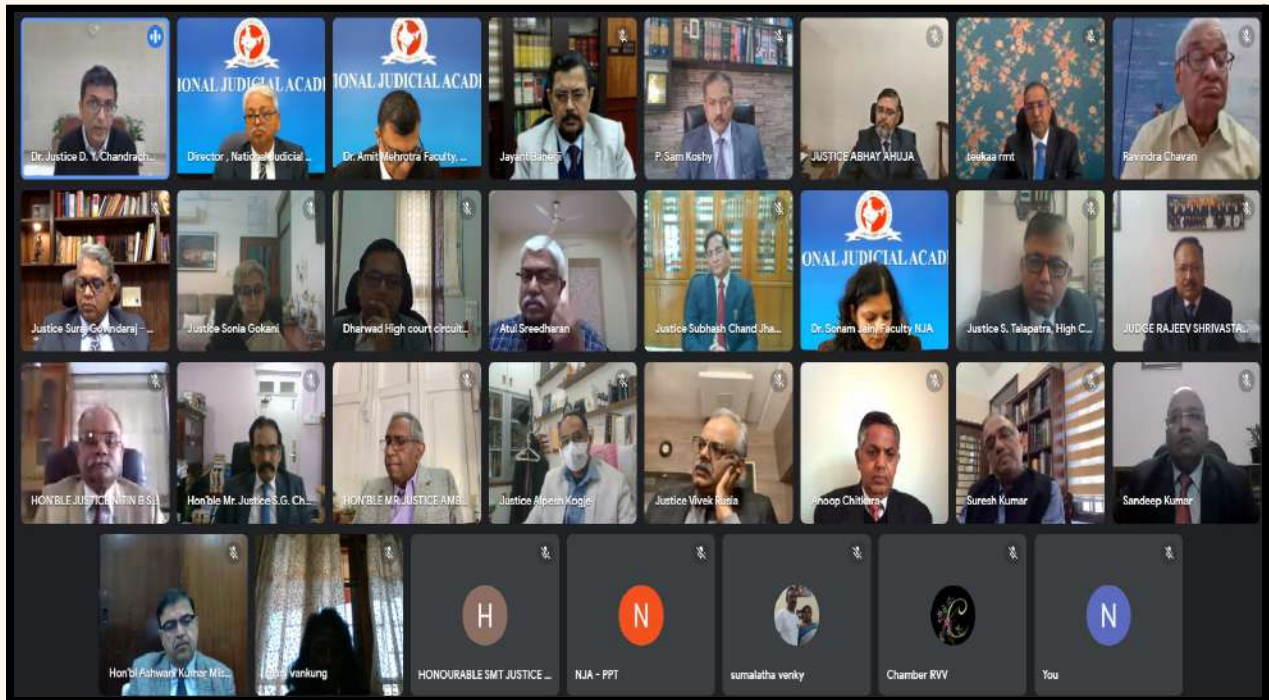 IONAL JUDICIAL ACADI
IONAL JUDICIAL ACADI
Dr. Justice D. Y. Chandrach...
Director , National Judicial ...
Dr. Amit Mehrotra Faculty, ...
Jayant Banerji
P. Sam Koshy
JUSTICE ABHAY AHUJA
teekaa rmt
Ravindra Chavan
ONAL JUDICIAL ACAD
Justice Suraj Govindaraj - ...
Justice Sonia Gokani
Dharwad High court circuit...
Atul Sreedharan
Justice Subhash Chand Jha...
Dr. Sonam Jain, Faculty NJA
Justice S. Talapatra, High C...
JUDGE RAJEEV SHRIVASTA...
HON'BLE JUSTICE NITIN B S...
Hon'ble Mr. Justice S.G. Ch...
HON'BLE MR JUSTICE AMB...
Justice Alpesh Kogje
Justice Vivek Rusia
Anoop Chitkara
Suresh Kumar
Sandeep Kumar
H
N
N
Hon'bl Ashwani Kumar Mis...
vankung
HONOURABLE SMT JUSTICE ...
NJA - PPT
sumalatha venky
Chamber RVV
You